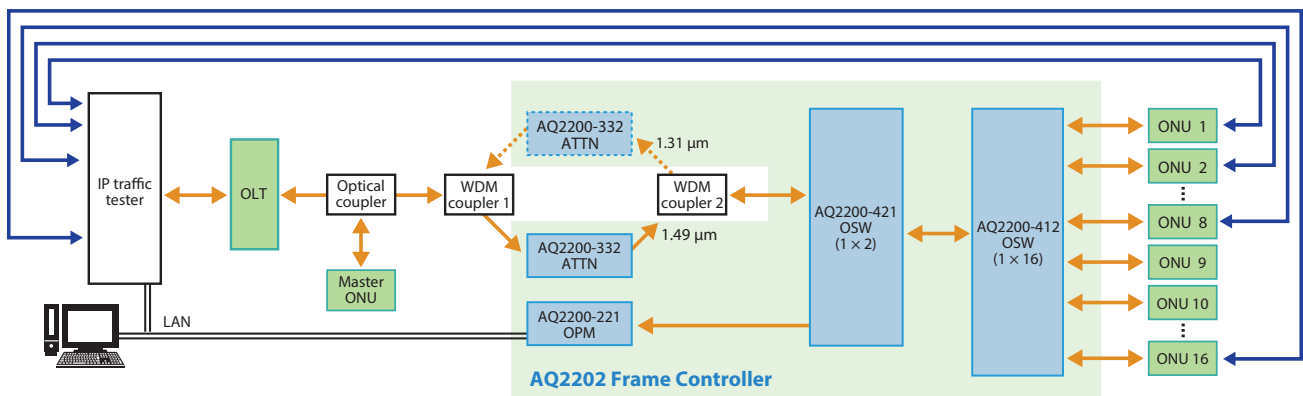 IP traffic
tester
OLT
Optical
coupler
Master
ONU
WDM
coupler 1
AQ2200-332
ATTN
1.31 µm
WDM
coupler 2
AQ2200-332
ATTN
1.49 µm
AQ2200-221
OPM
LAN
AQ2200-421
OSW
(1 × 2)
AQ2200-412
OSW
(1 × 16)
ONU 1
ONU 2
ONU 8
ONU 9
ONU 10
ONU 16
AQ2202 Frame Controller